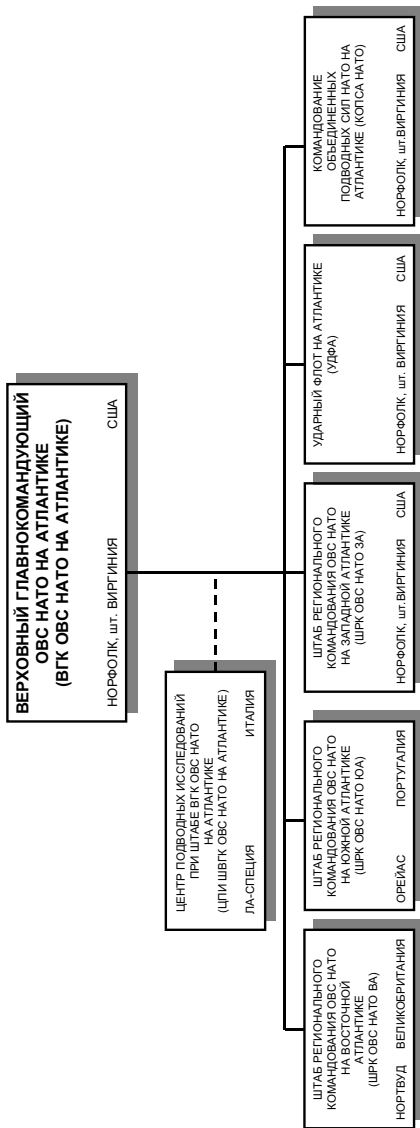 ВЕРХОВНЫЙ ГЛАВНОКОМАНДУЮЩИЙ
ОВС НАТО НА АТЛАНТИКЕ
(ВГК ОВС НАТО НА АТЛАНТИКЕ)
НОРФОЛК, шт. ВИРГИНИЯ США
ЦЕНТР ПОДВОДНЫХ ИССЛЕДОВАНИЙ
ПРИ ШТАБЕ ВГК ОВС НАТО
НА АТЛАНТИКЕ
(ЦПИ ШВГК ОВС НАТО НА АТЛАНТИКЕ)
ЛА-СПЕЦИЯ ИТАЛИЯ
ШТАБ РЕГИОНАЛЬНОГО
КОМАНДОВАНИЯ ОВС НАТО
НА ВОСТОЧНОЙ
АТЛАНТИКЕ
(ШРК ОВС НАТО ВА)
НОРТВУД ВЕЛИКОБРИТАНИЯ
ШТАБ РЕГИОНАЛЬНОГО
КОМАНДОВАНИЯ ОВС НАТО
НА ЮЖНОЙ АТЛАНТИКЕ
(ШРК ОВС НАТО ЮА)
ОРЕЙАС ПОРТУГАЛИЯ
ШТАБ РЕГИОНАЛЬНОГО
КОМАНДОВАНИЯ ОВС НАТО
НА ЗАПАДНОЙ АТЛАНТИКЕ
(ШРК ОВС НАТО ЗА)
НОРФОЛК, шт. ВИРГИНИЯ США
УДАРНЫЙ ФЛОТ НА АТЛАНТИКЕ
(УДФА)
НОРФОЛК, шт. ВИРГИНИЯ США
КОМАНДОВАНИЕ
ОБЪЕДИНЕННЫХ
ПОДВОДНЫХ СИЛ НАТО НА
АТЛАНТИКЕ (КОПСА НАТО)
НОРФОЛК, шт.ВИРГИНИЯ США